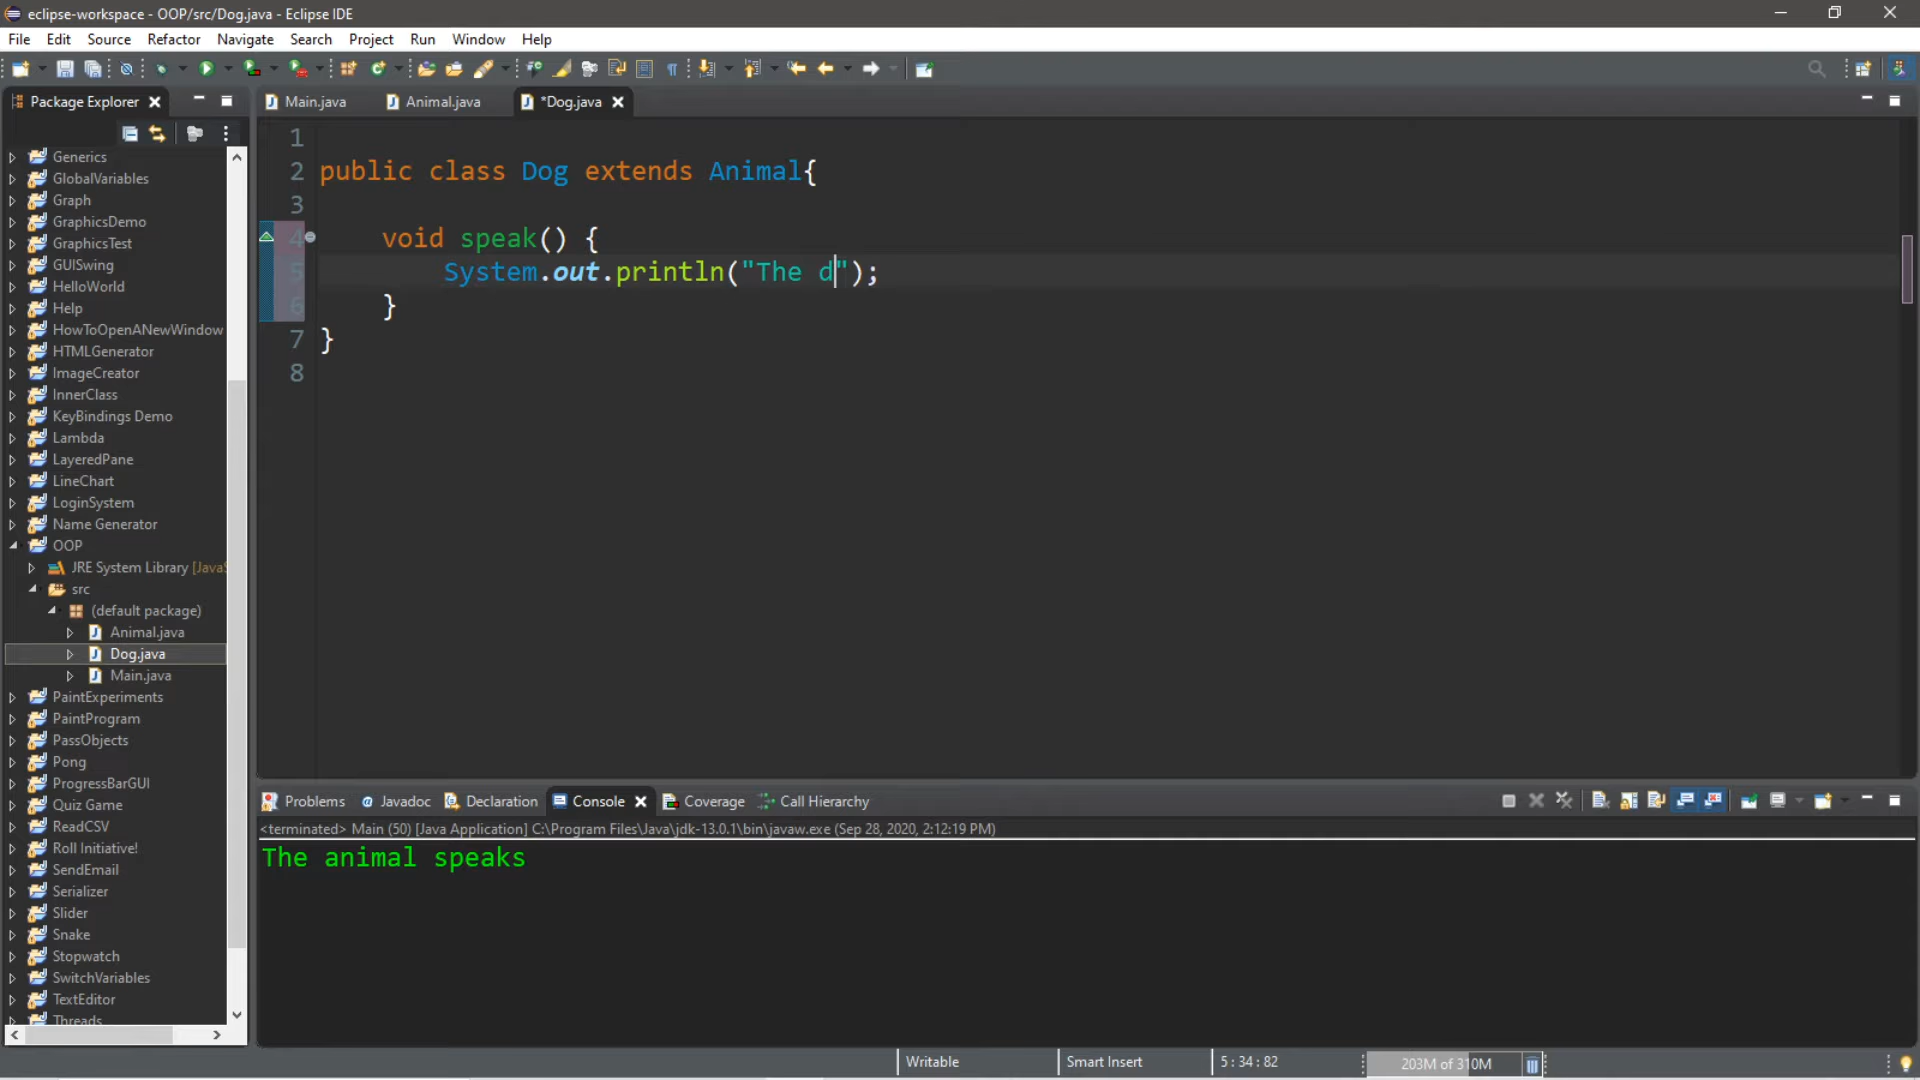 eclipse-workspace - OOP/src/Dog.java - Eclipse IDE
File Edit Source Refactor Navigate Search Project Run Window Help
Package Explorer
Main.java Animal.java *Dog.java
Generics
GlobalVariables
Graph
GraphicsDemo
GraphicsTest
GUISwing
HelloWorld
Help
HowToOpenANewWindow
HTMLGenerator
ImageCreator
InnerClass
KeyBindings Demo
Lambda
LayeredPane
LineChart
LoginSystem
Name Generator
OOP
JRE System Library [JavaS
src
(default package)
Animal.java
Dog.java
Main.java
PaintExperiments
PaintProgram
PassObjects
Pong
ProgressBarGUI
Quiz Game
ReadCSV
Roll Initiative!
SendEmail
Serializer
Slider
Snake
Stopwatch
SwitchVariables
TextEditor
Threads
1
2 public class Dog extends Animal{
3
4 void speak() {
5 System.out.println("The d");
6 }
7 }
8
Problems @ Javadoc Declaration Console Coverage Call Hierarchy
<terminated> Main (50) [Java Application] C:\Program Files\Java\jdk-13.0.1\bin\javaw.exe (Sep 28, 2020, 2:12:19 PM)
The animal speaks
Writable Smart Insert 5 : 34 : 82 203M of 310M